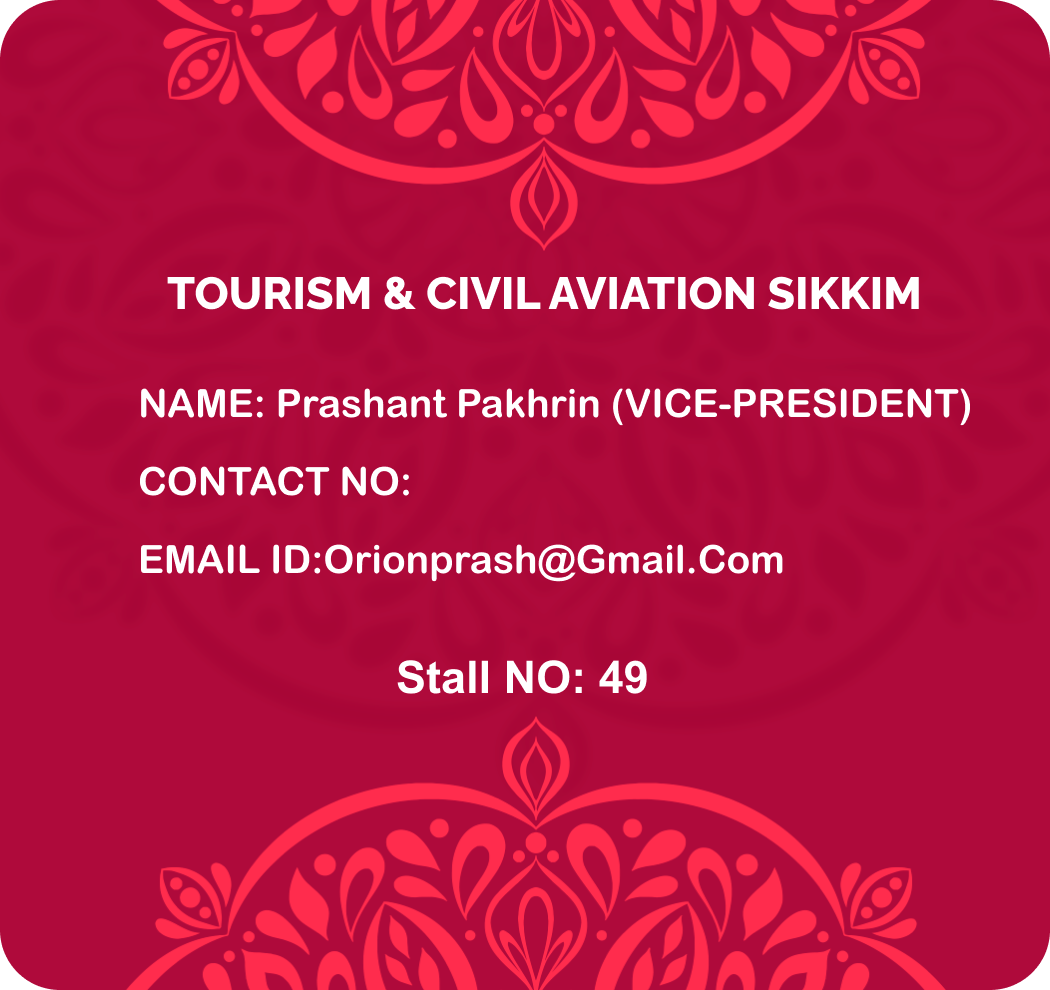 TOURISM & CIVIL AVIATION SIKKIM
NAME: Prashant Pakhrin (VICE-PRESIDENT)
CONTACT NO:
EMAIL ID:Orionprash@Gmail.Com
Stall NO: 49